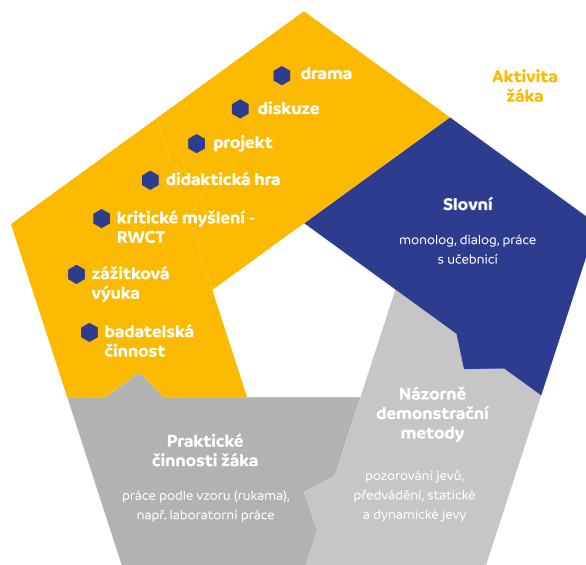 drama
diskuze
projekt
didaktická hra
kritické myšlení -
RWCT
zážitková
výuka
badatelská
činnost
Aktivita
žáka
Slovní
monolog, dialog, práce
s učebnicí
Názorně
demonstrační
metody
pozorování jevů,
předvádění, statické
a dynamické jevy
Praktické
činnosti žáka
práce podle vzoru (rukama),
např. laboratorní práce